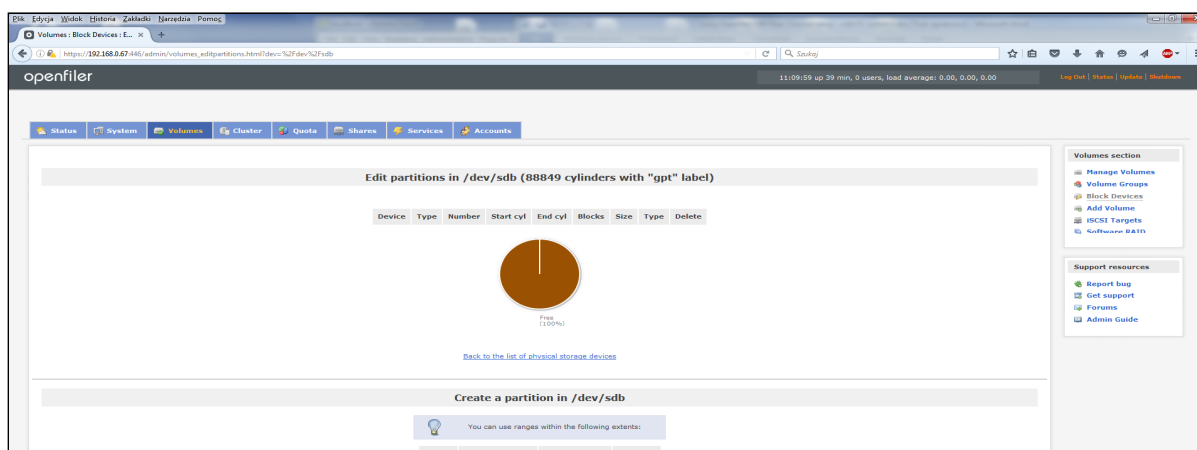 Plik Edycja Widok Historia Zakładki Narzędzia Pomoc
Volumes : Block Devices : E... × +
https://192.168.0.67:446/admin/volumes_editpartitions.html?dev=%2Fdev%2Fsdb
Szukaj
ABP
openfiler
11:09:59 up 39 min, 0 users, load average: 0.00, 0.00, 0.00
Log Out | Status | Update | Shutdown
Status System Volumes Cluster Quota Shares Services Accounts
Edit partitions in /dev/sdb (88849 cylinders with "gpt" label)
Device Type Number Start cyl End cyl Blocks Size Type Delete
Free
(100%)
Back to the list of physical storage devices
Create a partition in /dev/sdb
You can use ranges within the following extents:
Volumes section
Manage Volumes
Volume Groups
Block Devices
Add Volume
iSCSI Targets
Software RAID
Support resources
Report bug
Get support
Forums
Admin Guide